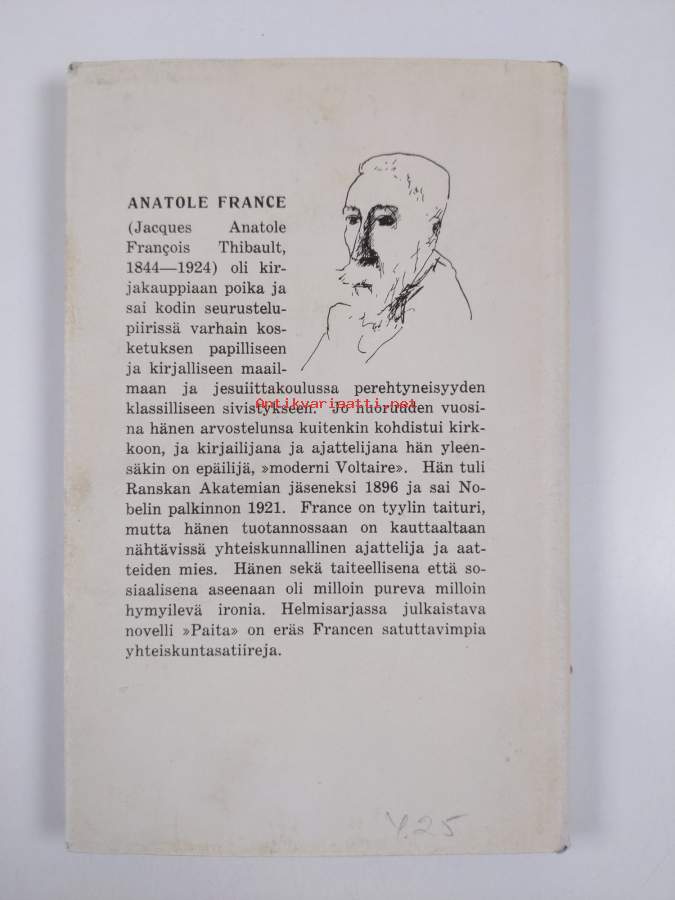 ANATOLE FRANCE
(Jacques Anatole
François Thibault,
1844—1924) oli kir-
jakauppiaan poika ja
sai kodin seurustelu-
piirissä varhain kos-
ketuksen papilliseen
ja kirjalliseen maail-
maan ja jesuiittakoulussa perehtyneisyyden
klassilliseen sivistykseen. Jo nuoruuden vuosi-
Antikvariaatti.net
na hänen arvostelunsa kuitenkin kohdistui kirk-
koon, ja kirjailijana ja ajattelijana hän yleen-
säkin on epäilijä, »moderni Voltaire». Hän tuli
Ranskan Akatemian jäseneksi 1896 ja sai No-
belin palkinnon 1921. France on tyylin taituri,
mutta hänen tuotannossaan on kauttaaltaan
nähtävissä yhteiskunnallinen ajattelija ja aat-
teiden mies. Hänen sekä taiteellisena että so-
siaalisena aseenaan oli milloin pureva milloin
hymyilevä ironia. Helmisarjassa julkaistava
novelli »Paita» on eräs Francen satuttavimpia
yhteiskuntasatiireja.